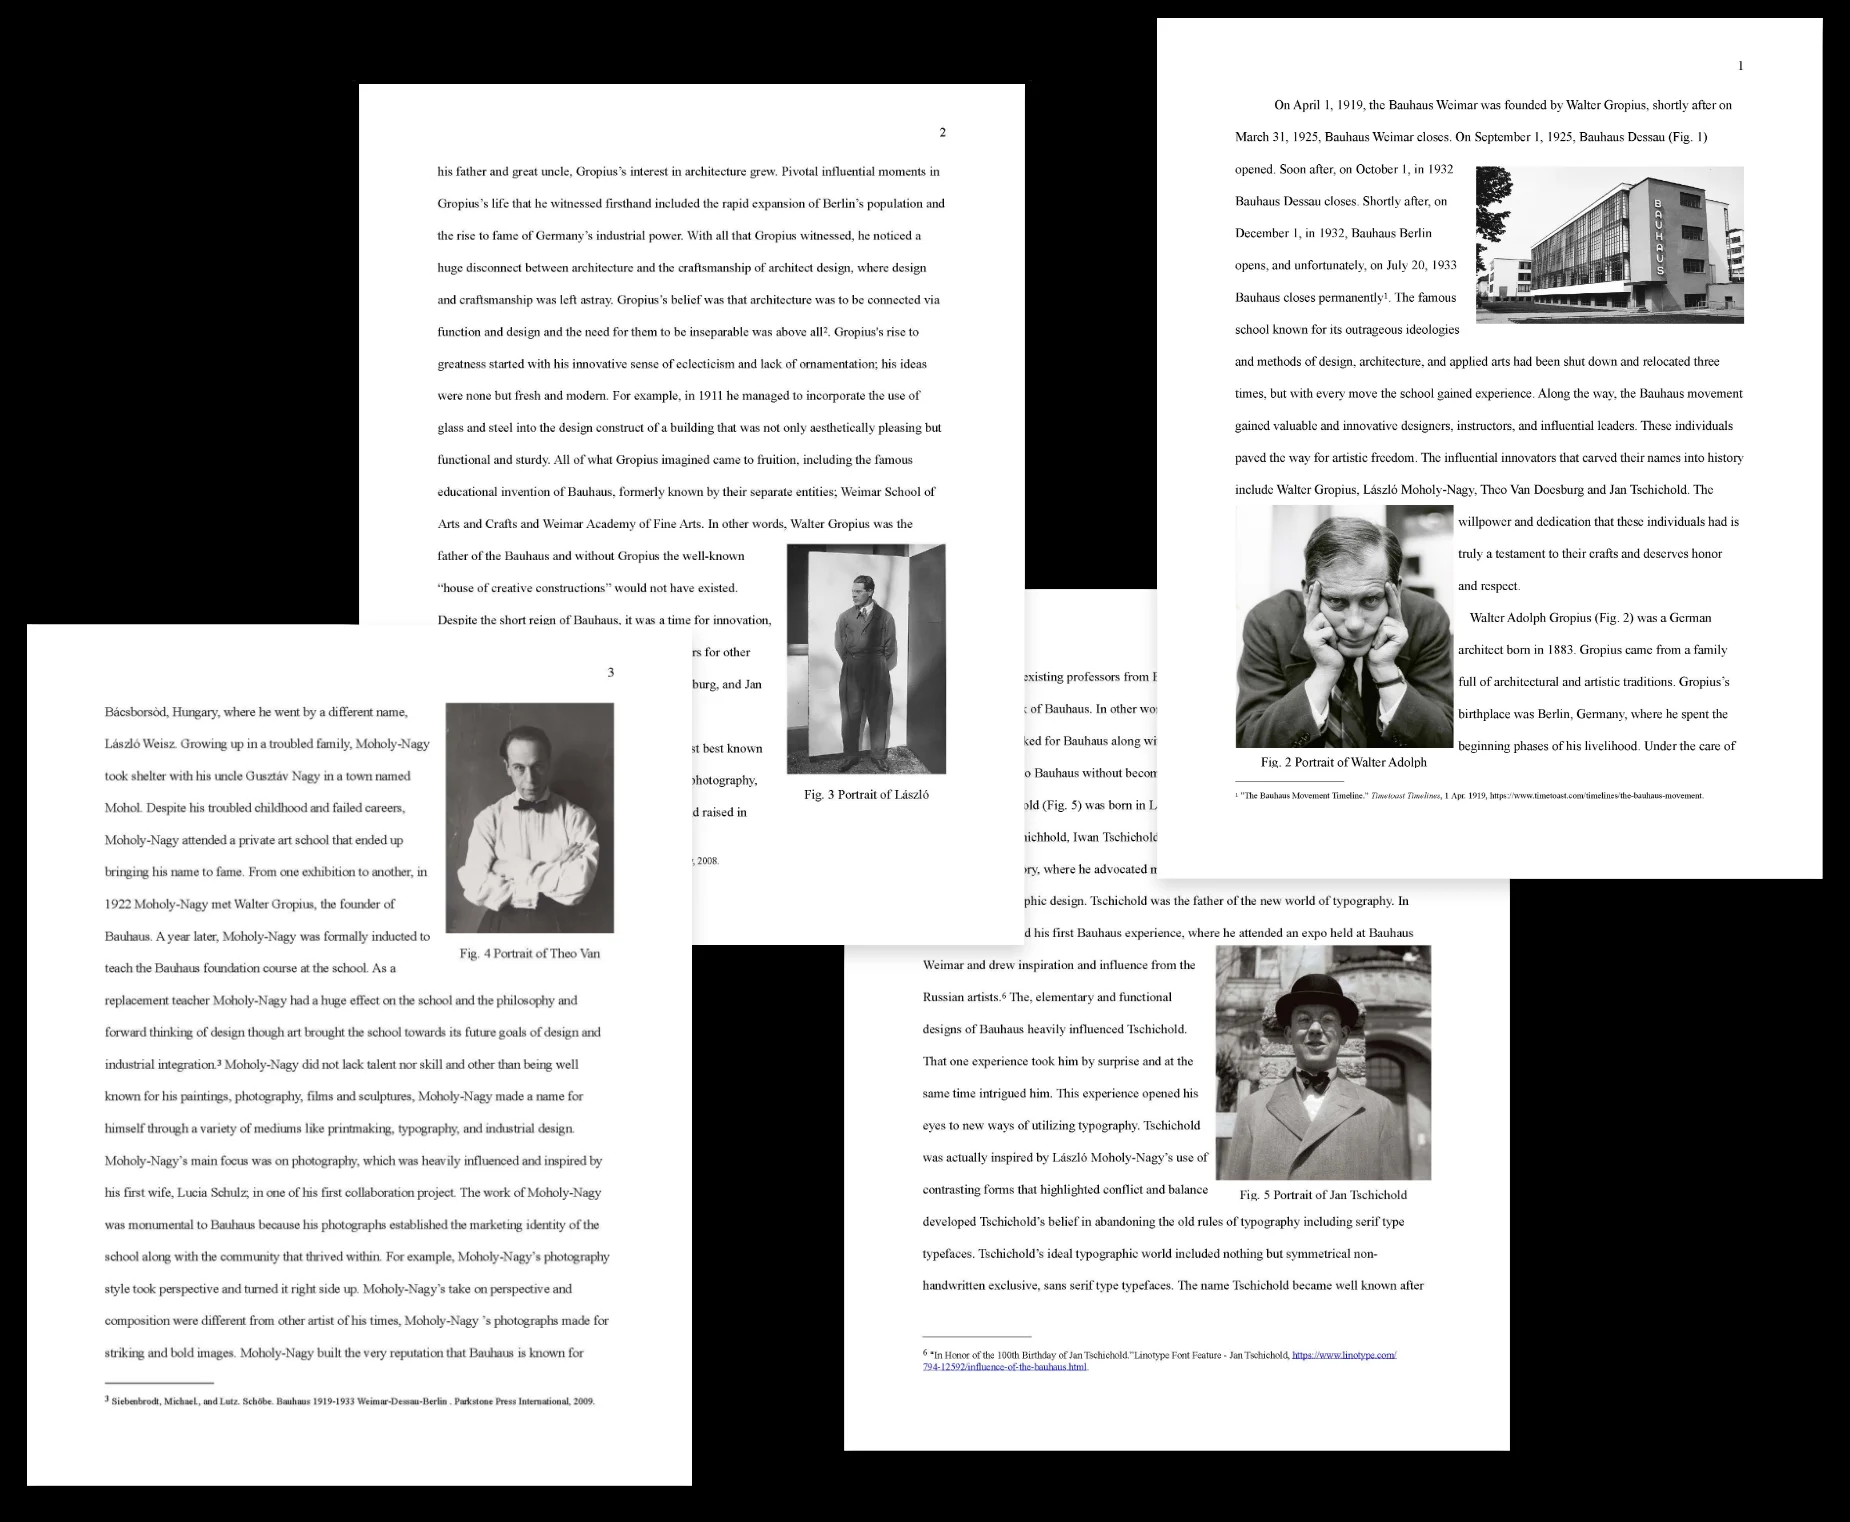 1
On April 1, 1919, the Bauhaus Weimar was founded by Walter Gropius, shortly after on
March 31, 1925, Bauhaus Weimar closes. On September 1, 1925, Bauhaus Dessau (Fig. 1)
opened. Soon after, on October 1, in 1932
Bauhaus Dessau closes. Shortly after, on
December 1, in 1932, Bauhaus Berlin
opens, and unfortunately, on July 20, 1933
Bauhaus closes permanently¹. The famous
school known for its outrageous ideologies
BAUHAUS
and methods of design, architecture, and applied arts had been shut down and relocated three
times, but with every move the school gained experience. Along the way, the Bauhaus movement
gained valuable and innovative designers, instructors, and influential leaders. These individuals
paved the way for artistic freedom. The influential innovators that carved their names into history
include Walter Gropius, László Moholy-Nagy, Theo Van Doesburg and Jan Tschichold. The
willpower and dedication that these individuals had is
truly a testament to their crafts and deserves honor
and respect.
Walter Adolph Gropius (Fig. 2) was a German
architect born in 1883. Gropius came from a family
full of architectural and artistic traditions. Gropius’s
birthplace was Berlin, Germany, where he spent the
beginning phases of his livelihood. Under the care of
Fig. 2 Portrait of Walter Adolph
¹ "The Bauhaus Movement Timeline." Timetoast Timelines, 1 Apr. 1919, https://www.timetoast.com/timelines/the-bauhaus-movement.
2
his father and great uncle, Gropius’s interest in architecture grew. Pivotal influential moments in
Gropius’s life that he witnessed firsthand included the rapid expansion of Berlin’s population and
the rise to fame of Germany’s industrial power. With all that Gropius witnessed, he noticed a
huge disconnect between architecture and the craftsmanship of architect design, where design
and craftsmanship was left astray. Gropius’s belief was that architecture was to be connected via
function and design and the need for them to be inseparable was above all². Gropius's rise to
greatness started with his innovative sense of eclecticism and lack of ornamentation; his ideas
were none but fresh and modern. For example, in 1911 he managed to incorporate the use of
glass and steel into the design construct of a building that was not only aesthetically pleasing but
functional and sturdy. All of what Gropius imagined came to fruition, including the famous
educational invention of Bauhaus, formerly known by their separate entities; Weimar School of
Arts and Crafts and Weimar Academy of Fine Arts. In other words, Walter Gropius was the
father of the Bauhaus and without Gropius the well-known
“house of creative constructions” would not have existed.
Despite the short reign of Bauhaus, it was a time for innovation,
rs for other
burg, and Jan
st best known
photography,
d raised in
Fig. 3 Portrait of László
, 2008.
3
Bácsborsòd, Hungary, where he went by a different name,
László Weisz. Growing up in a troubled family, Moholy-Nagy
took shelter with his uncle Gusztáv Nagy in a town named
Mohol. Despite his troubled childhood and failed careers,
Moholy-Nagy attended a private art school that ended up
bringing his name to fame. From one exhibition to another, in
1922 Moholy-Nagy met Walter Gropius, the founder of
Bauhaus. A year later, Moholy-Nagy was formally inducted to
teach the Bauhaus foundation course at the school. As a
Fig. 4 Portrait of Theo Van
replacement teacher Moholy-Nagy had a huge effect on the school and the philosophy and
forward thinking of design though art brought the school towards its future goals of design and
industrial integration.³ Moholy-Nagy did not lack talent nor skill and other than being well
known for his paintings, photography, films and sculptures, Moholy-Nagy made a name for
himself through a variety of mediums like printmaking, typography, and industrial design.
Moholy-Nagy’s main focus was on photography, which was heavily influenced and inspired by
his first wife, Lucia Schulz; in one of his first collaboration project. The work of Moholy-Nagy
was monumental to Bauhaus because his photographs established the marketing identity of the
school along with the community that thrived within. For example, Moholy-Nagy’s photography
style took perspective and turned it right side up. Moholy-Nagy’s take on perspective and
composition were different from other artist of his times, Moholy-Nagy ’s photographs made for
striking and bold images. Moholy-Nagy built the very reputation that Bauhaus is known for
³ Siebenbrodt, Michael., and Lutz. Schöbe. Bauhaus 1919-1933 Weimar-Dessau-Berlin . Parkstone Press International, 2009.
existing professors from
of Bauhaus. In other
ked for Bauhaus along
o Bauhaus without
old (Fig. 5) was born in
ichhold, Iwan Tschichold
ory, where he advocated
phic design. Tschichold was the father of the new world of typography. In
d his first Bauhaus experience, where he attended an expo held at Bauhaus
Weimar and drew inspiration and influence from the
Russian artists.⁶ The, elementary and functional
designs of Bauhaus heavily influenced Tschichold.
That one experience took him by surprise and at the
same time intrigued him. This experience opened his
eyes to new ways of utilizing typography. Tschichold
was actually inspired by László Moholy-Nagy’s use of
contrasting forms that highlighted conflict and balance
Fig. 5 Portrait of Jan Tschichold
developed Tschichold’s belief in abandoning the old rules of typography including serif type
typefaces. Tschichold’s ideal typographic world included nothing but symmetrical non-
handwritten exclusive, sans serif type typefaces. The name Tschichold became well known after
⁶ “In Honor of the 100th Birthday of Jan Tschichold.”Linotype Font Feature - Jan Tschichold, https://www.linotype.com/
794-12592/influence-of-the-bauhaus.html.